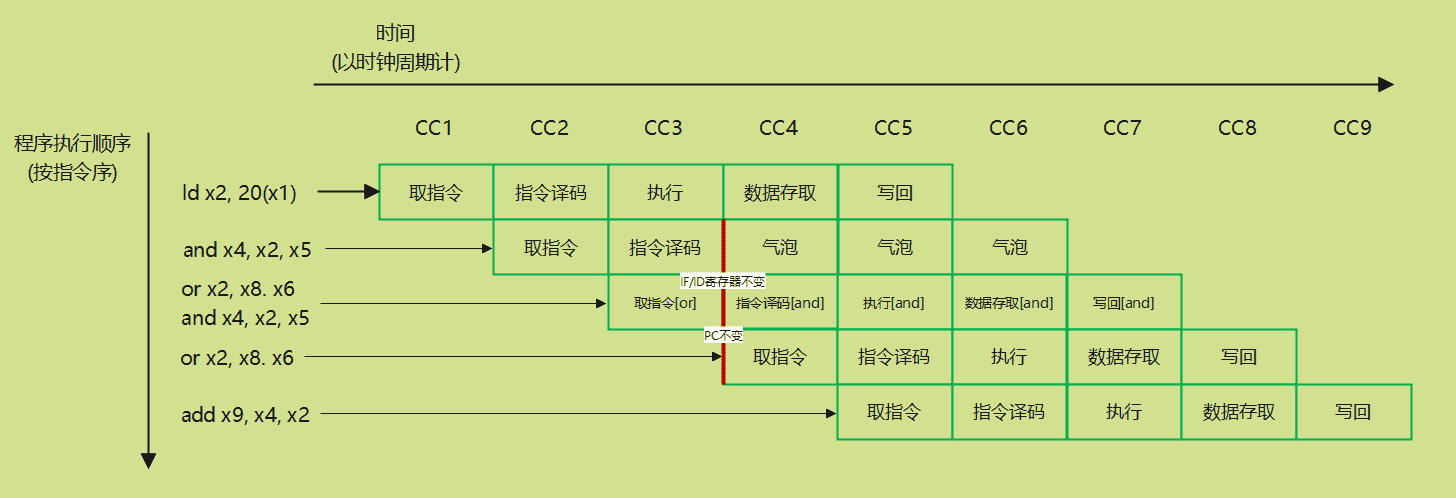 时间
(以时钟周期计)
程序执行顺序
(按指令序)
CC1 CC2 CC3 CC4 CC5 CC6 CC7 CC8 CC9
ld x2, 20(x1) 取指令 指令译码 执行 数据存取 写回
and x4, x2, x5 取指令 指令译码 气泡 气泡 气泡
IF/ID寄存器不变
or x2, x8. x6
and x4, x2, x5
取指令[or] 指令译码[and] 执行[and] 数据存取[and] 写回[and]
PC不变
or x2, x8. x6 取指令 指令译码 执行 数据存取 写回
add x9, x4, x2 取指令 指令译码 执行 数据存取 写回